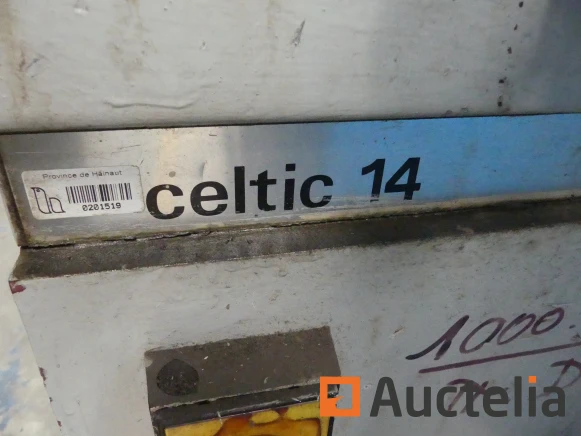 Province de Hainaut
0201519
celtic 14
1000.
Auctelia